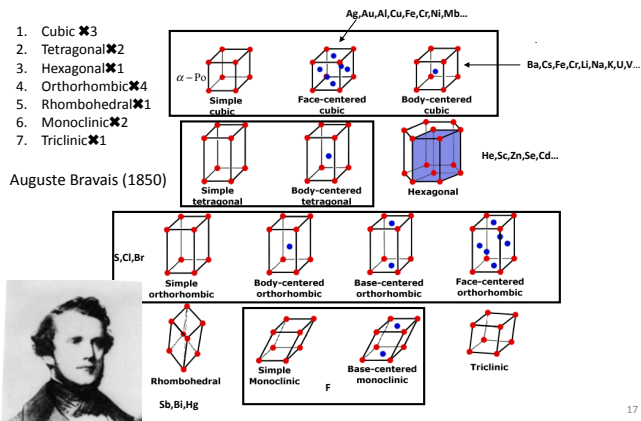 Ag,Au,Al,Cu,Fe,Cr,Ni,Mb...
1. Cubic ✖3
2. Tetragonal✖2
3. Hexagonal✖1
4. Orthorhombic✖4
5. Rhombohedral✖1
6. Monoclinic✖2
7. Triclinic✖1
Auguste Bravais (1850)
α – Po
Simple
cubic
Face-centered
cubic
Body-centered
cubic
Ba,Cs,Fe,Cr,Li,Na,K,U,V...
Simple
tetragonal
Body-centered
tetragonal
Hexagonal
He,Sc,Zn,Se,Cd...
S,Cl,Br
Simple
orthorhombic
Body-centered
orthorhombic
Base-centered
orthorhombic
Face-centered
orthorhombic
Rhombohedral
Sb,Bi,Hg
Simple
Monoclinic
F
Base-centered
monoclinic
Triclinic
17